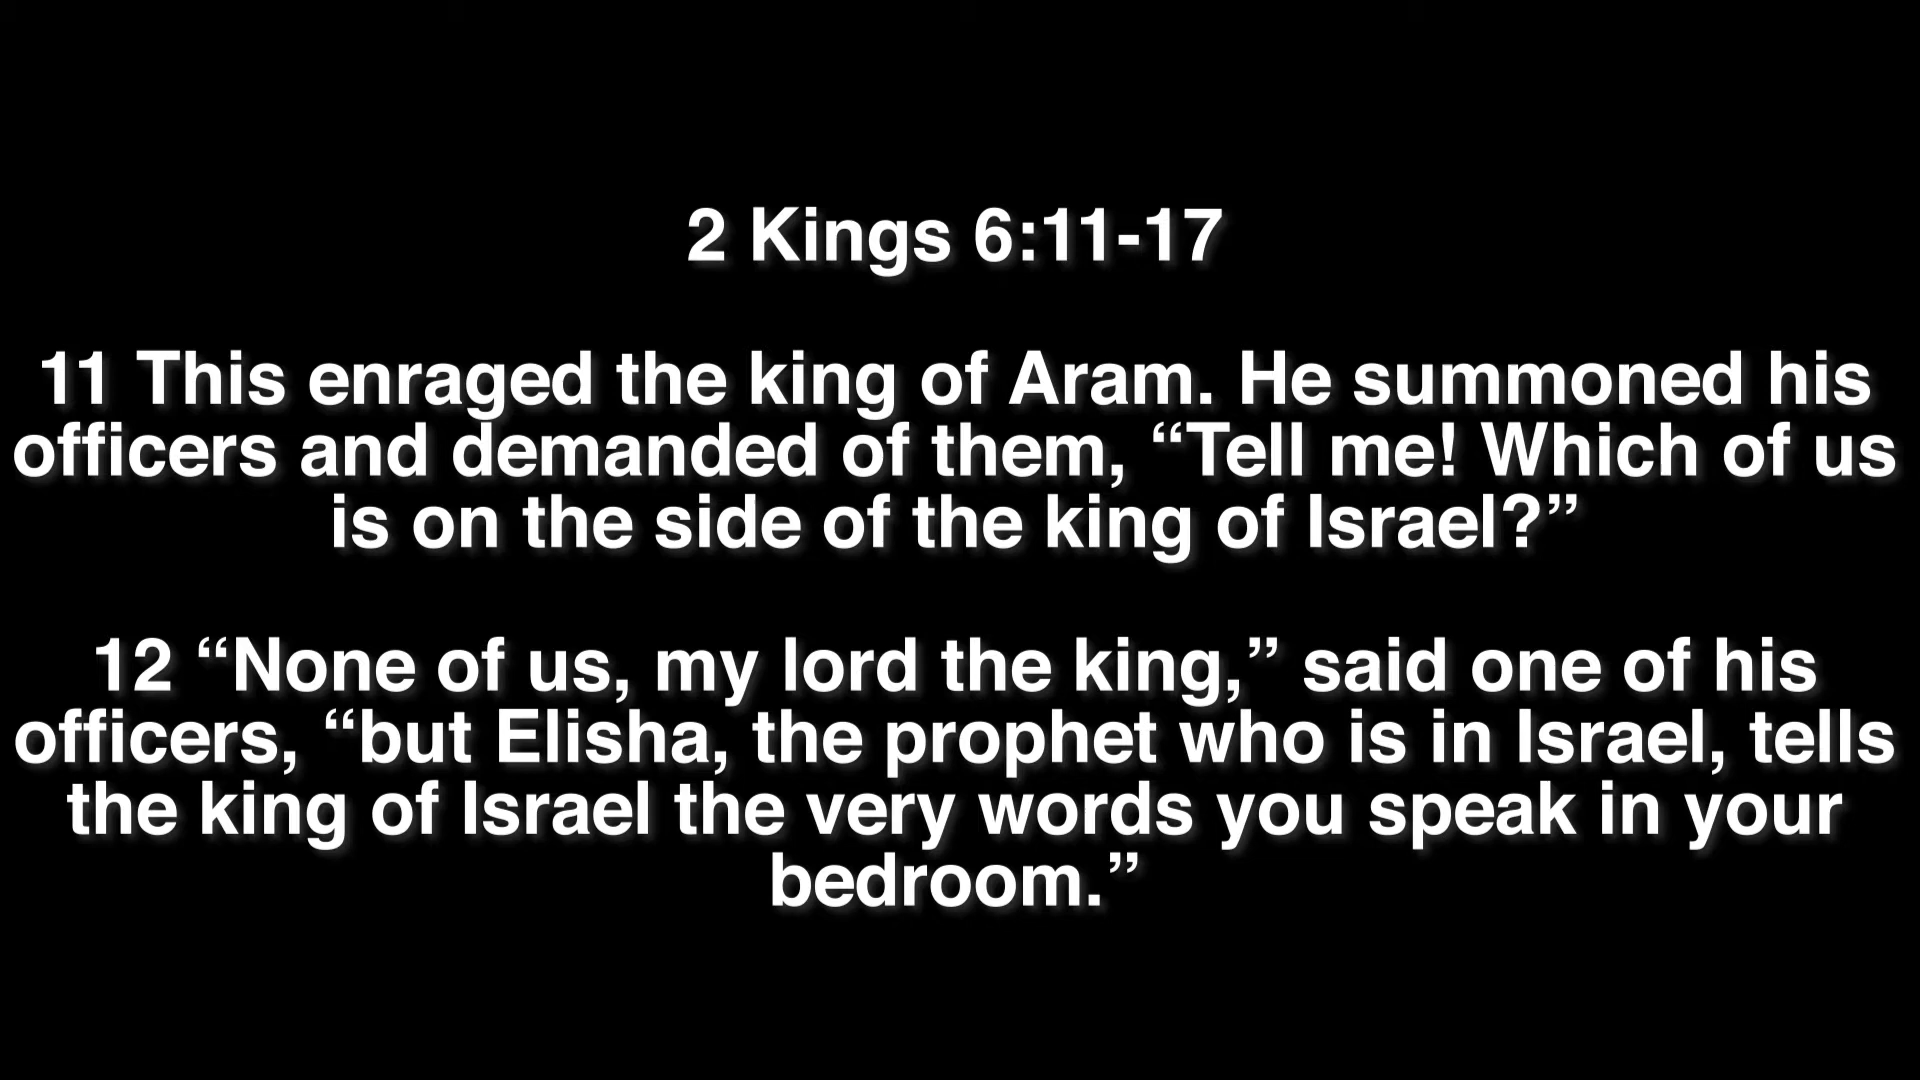 2 Kings 6:11-17
11 This enraged the king of Aram. He summoned his
officers and demanded of them, “Tell me! Which of us
is on the side of the king of Israel?”
12 “None of us, my lord the king,” said one of his
officers, “but Elisha, the prophet who is in Israel, tells
the king of Israel the very words you speak in your
bedroom.”